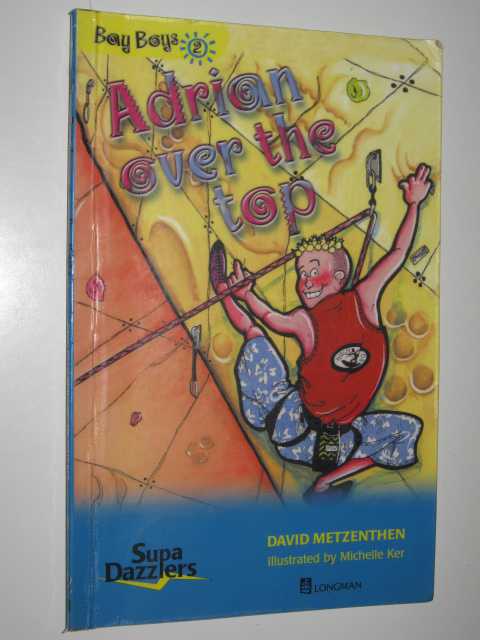 Bay Boys 2
Adrian
over the
top
DAVID METZENTHEN
Illustrated by Michelle Ker
Supa
Dazzlers
LONGMAN